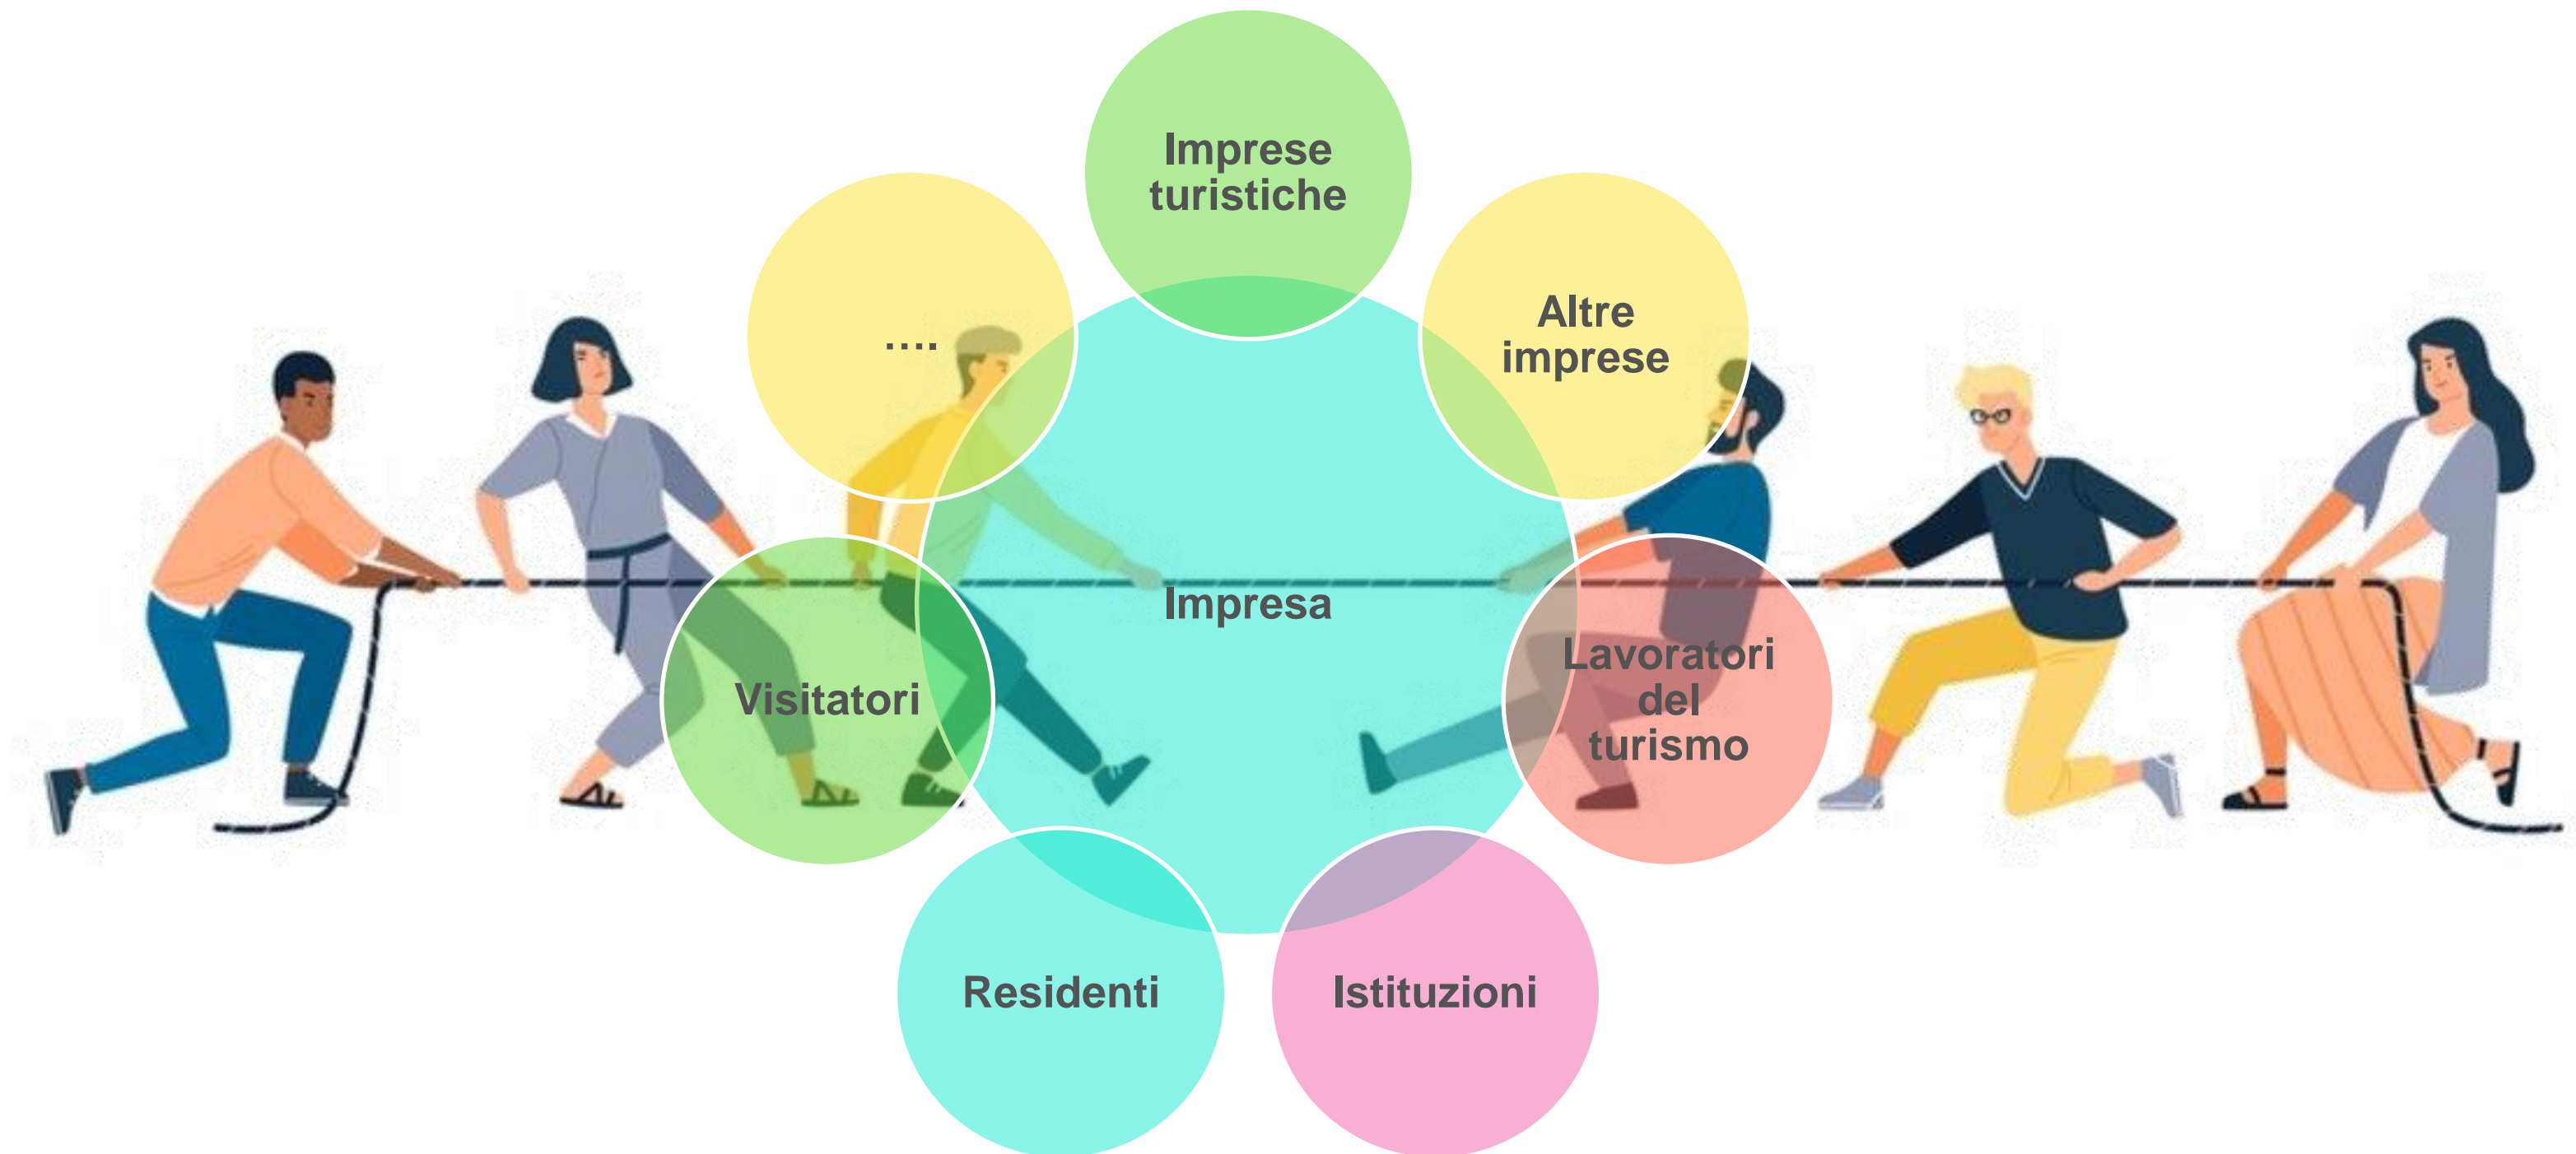 Imprese
turistiche
Altre
imprese
….
Impresa
Lavoratori
del
turismo
Visitatori
Residenti
Istituzioni